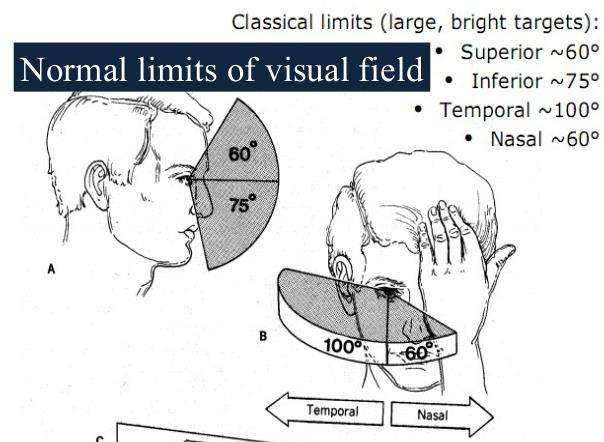 Classical limits (large, bright targets):
Normal limits of visual field
• Superior ~60°
• Inferior ~75°
• Temporal ~100°
• Nasal ~60°
60°
75°
A
B
100°
60°
Temporal
Nasal
C